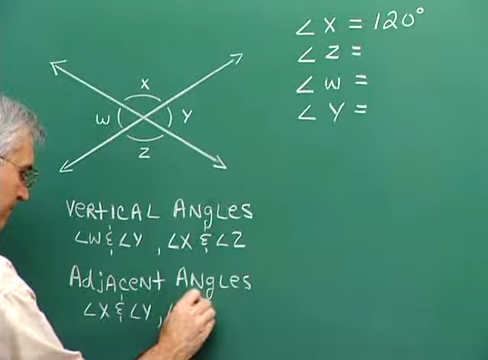 ∠X = 120°
∠Z =
∠W =
∠Y =
X
W
Y
Z
Vertical Angles
∠W & ∠Y , ∠X & ∠Z
Adjacent Angles
∠X & ∠Y ,